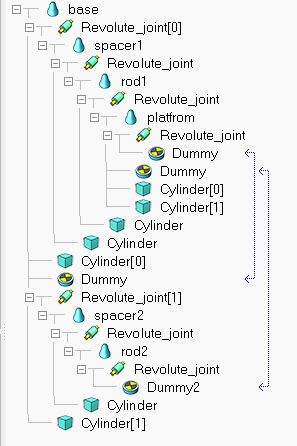 base
Revolute_joint[0]
spacer1
Revolute_joint
rod1
Revolute_joint
platfrom
Revolute_joint
Dummy
Dummy
Cylinder[0]
Cylinder[1]
Cylinder
Cylinder
Cylinder[0]
Dummy
Revolute_joint[1]
spacer2
Revolute_joint
rod2
Revolute_joint
Dummy2
Cylinder
Cylinder[1]